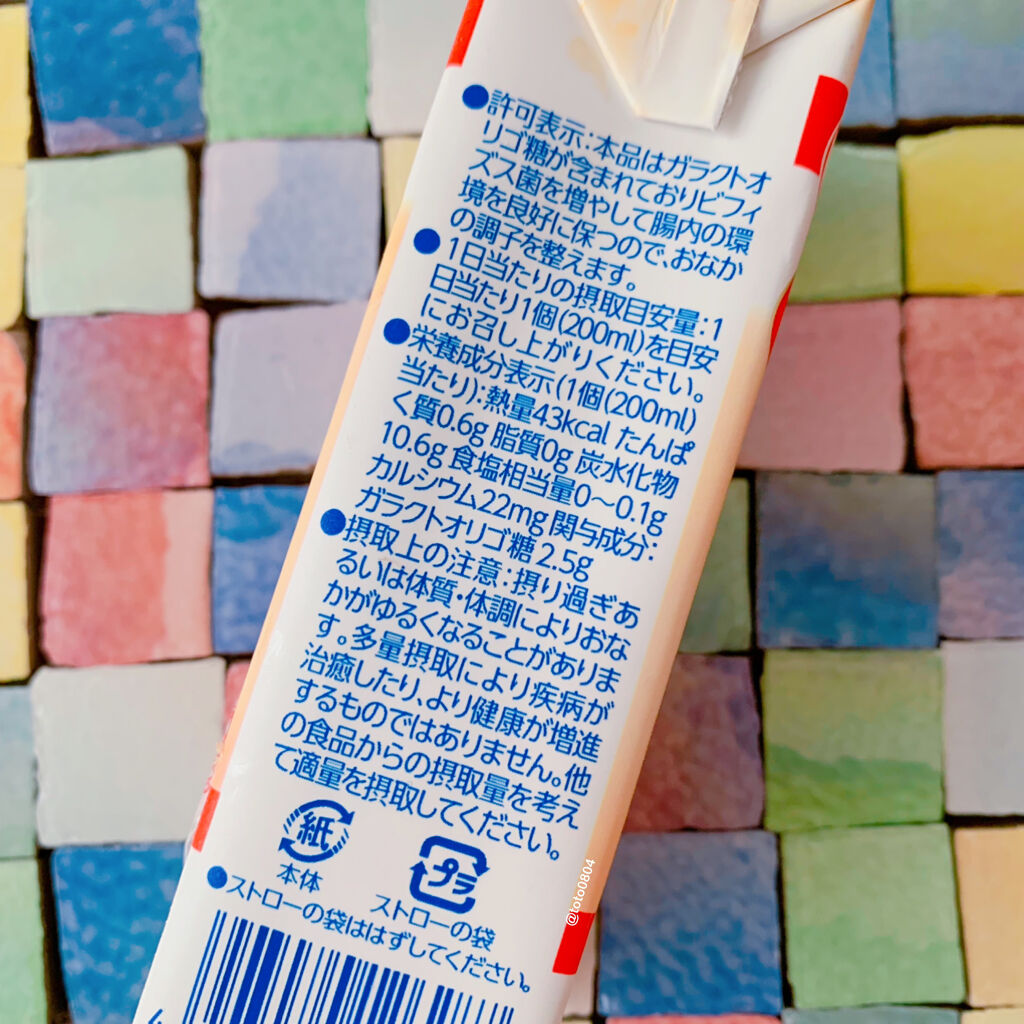 ●許可表示:本品はガラクトオ
リゴ糖が含まれておりビフィ
ズス菌を増やして腸内の環
境を良好に保つので、おなか
の調子を整えます。
●1日当たりの摂取目安量:1
日当たり1個(200ml)を目安
にお召し上がりください。
●栄養成分表示(1個(200ml)
当たり):熱量43kcal たんぱ
く質0.6g 脂質0g 炭水化物
10.6g 食塩相当量0〜0.1g
カルシウム22mg 関与成分:
ガラクトオリゴ糖 2.5g
●摂取上の注意:摂り過ぎあ
るいは体質・体調によりおな
かがゆるくなることがありま
す。多量摂取により疾病が
治癒したり、より健康が増進
するものではありません。他
の食品からの摂取量を考え
て適量を摂取してください。
紙
本体
プラ
ストローの袋
●ストローの袋ははずしてください。
4
@toto0804